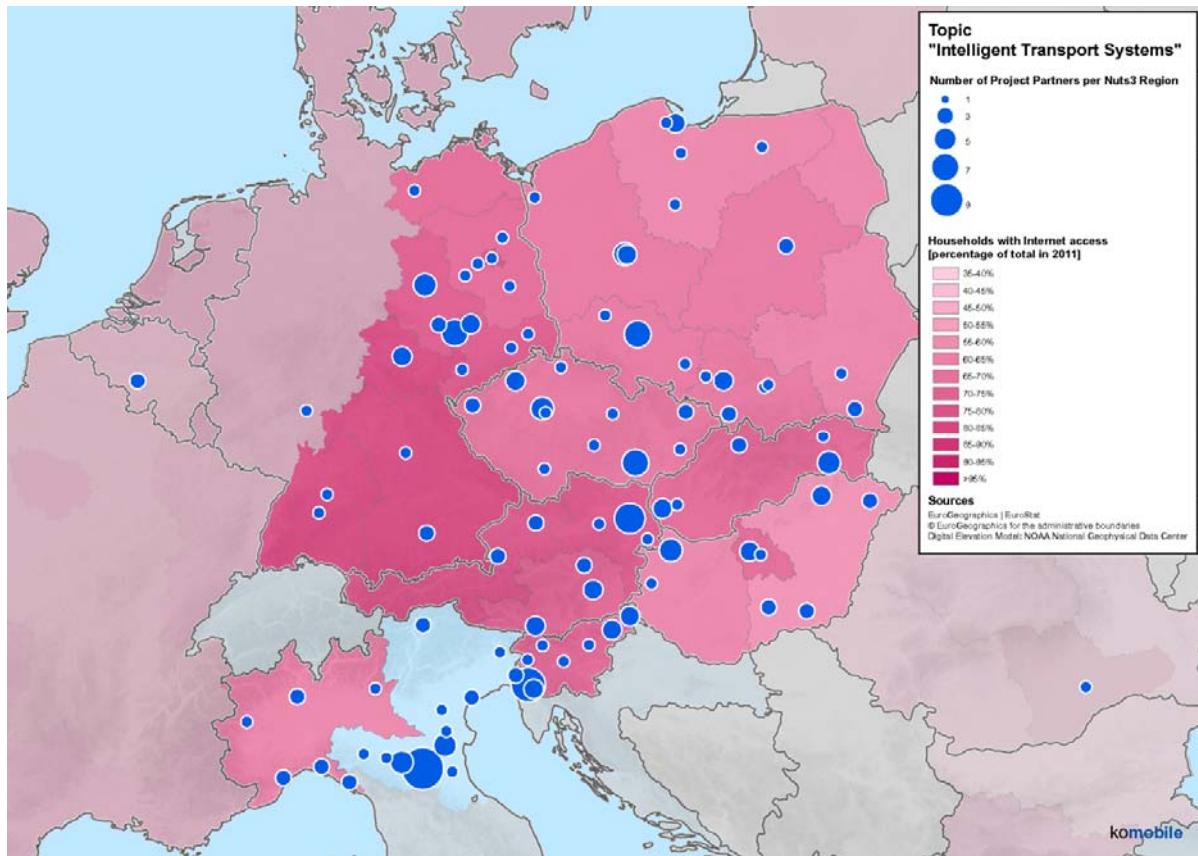 Topic
"Intelligent Transport Systems"
Number of Project Partners per Nuts3 Region
1
3
5
7
9
Households with Internet access
[percentage of total in 2011]
35-40%
40-45%
45-50%
50-55%
55-60%
60-65%
65-70%
70-75%
75-80%
80-85%
85-90%
90-95%
>95%
Sources
EuroGeographics | EuroStat
© EuroGeographics for the administrative boundaries
Digital Elevation Model: NOAA National Geophysical Data Center
komobile